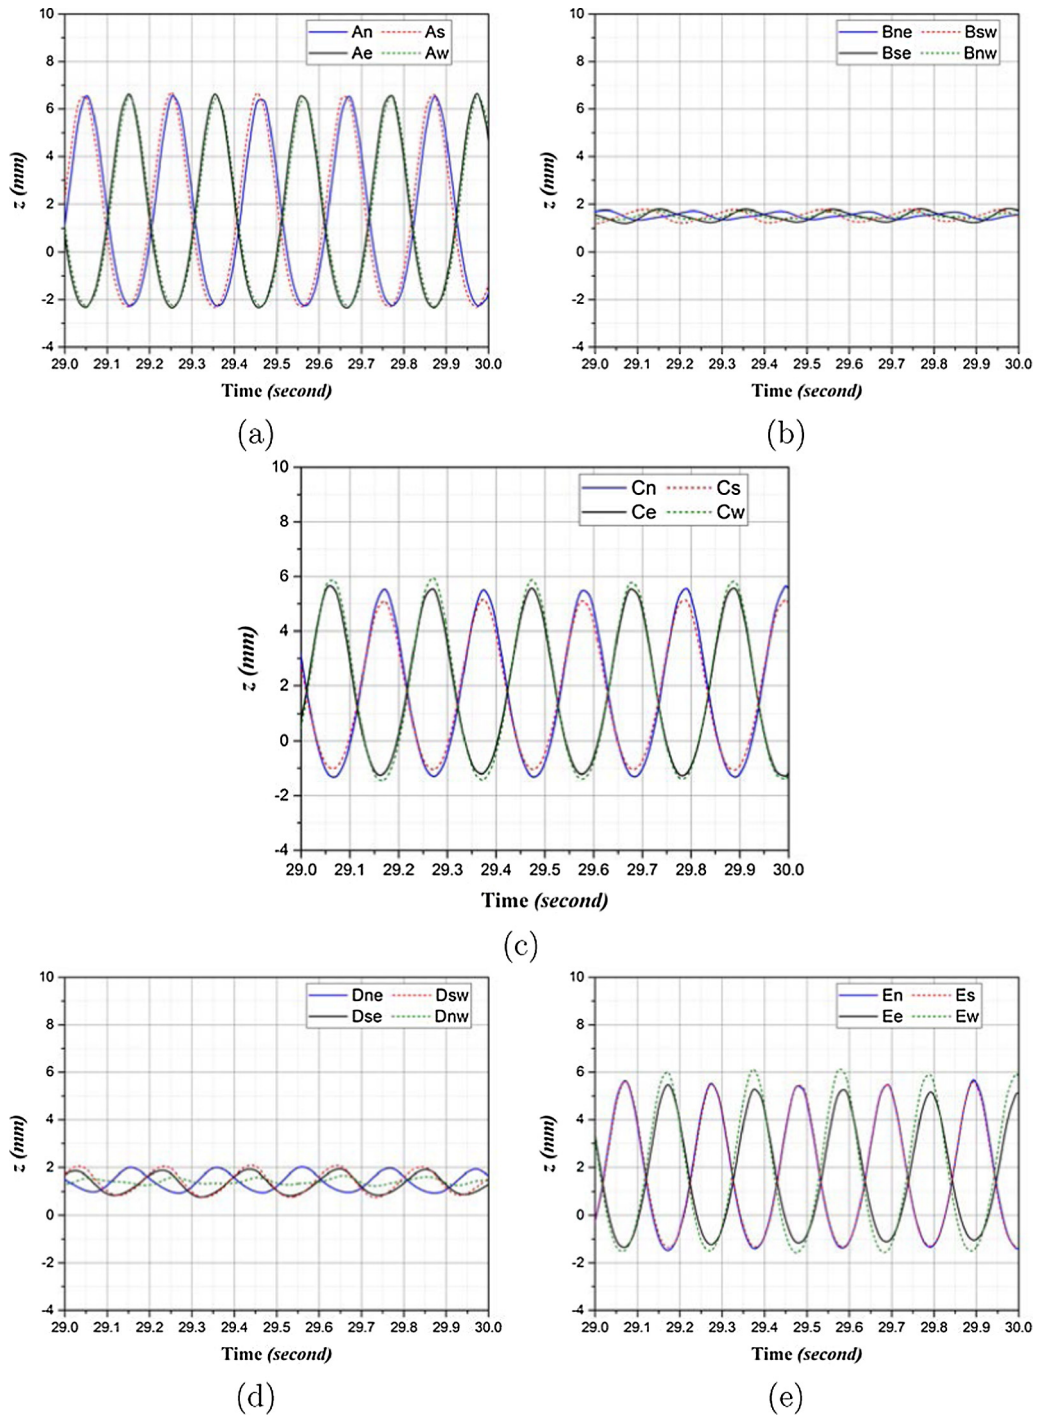 10
8
6
4
2
0
-2
-4
z (mm)
An As
Ae Aw
29.0 29.1 29.2 29.3 29.4 29.5 29.6 29.7 29.8 29.9 30.0
Time (second)
(a)
10
8
6
4
2
0
-2
-4
z (mm)
Bne Bsw
Bse Bnw
29.0 29.1 29.2 29.3 29.4 29.5 29.6 29.7 29.8 29.9 30.0
Time (second)
(b)
10
8
6
4
2
0
-2
-4
z (mm)
Cn Cs
Ce Cw
29.0 29.1 29.2 29.3 29.4 29.5 29.6 29.7 29.8 29.9 30.0
Time (second)
(c)
10
8
6
4
2
0
-2
-4
z (mm)
Dne Dsw
Dse Dnw
29.0 29.1 29.2 29.3 29.4 29.5 29.6 29.7 29.8 29.9 30.0
Time (second)
(d)
10
8
6
4
2
0
-2
-4
z (mm)
En Es
Ee Ew
29.0 29.1 29.2 29.3 29.4 29.5 29.6 29.7 29.8 29.9 30.0
Time (second)
(e)